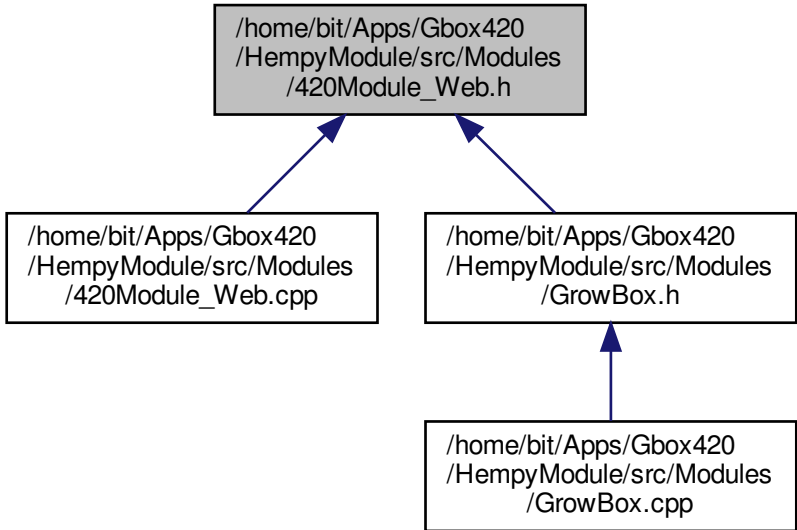 /home/bit/Apps/Gbox420
/HempyModule/src/Modules
/420Module_Web.h
/home/bit/Apps/Gbox420
/HempyModule/src/Modules
/420Module_Web.cpp
/home/bit/Apps/Gbox420
/HempyModule/src/Modules
/GrowBox.h
/home/bit/Apps/Gbox420
/HempyModule/src/Modules
/GrowBox.cpp